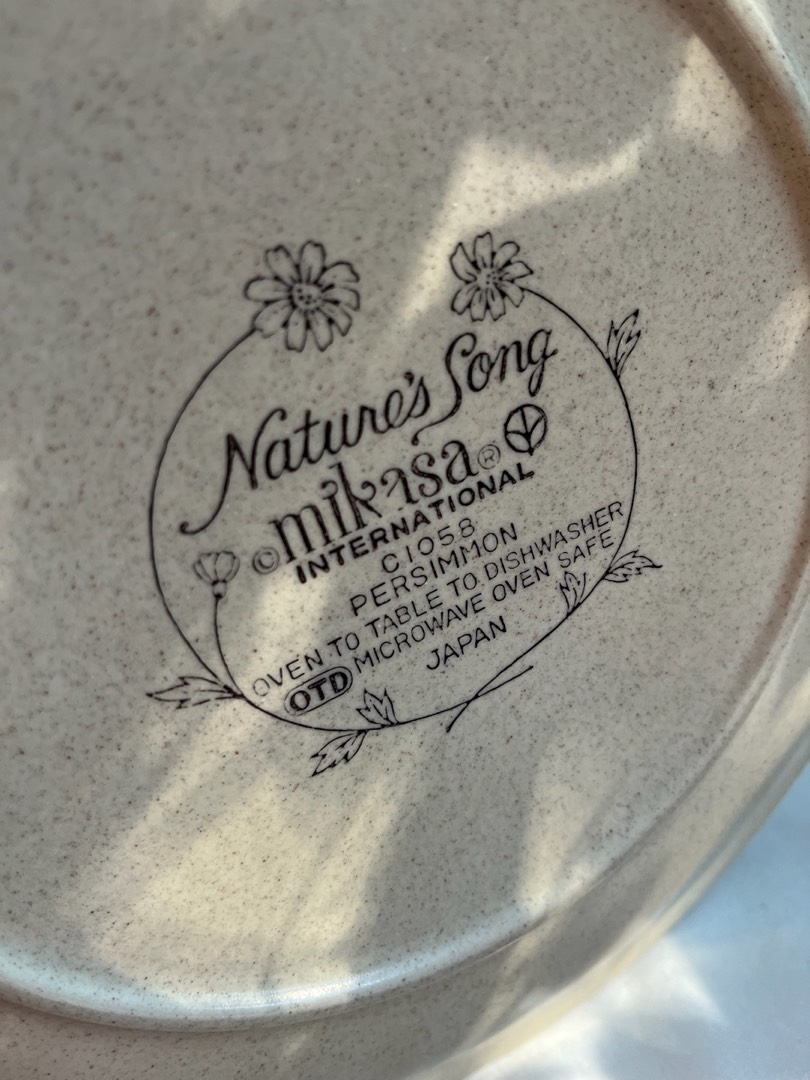 Nature's Song
©mikasa®
INTERNATIONAL
C1058
PERSIMMON
OVEN TO TABLE TO DISHWASHER
OTD MICROWAVE OVEN SAFE
JAPAN